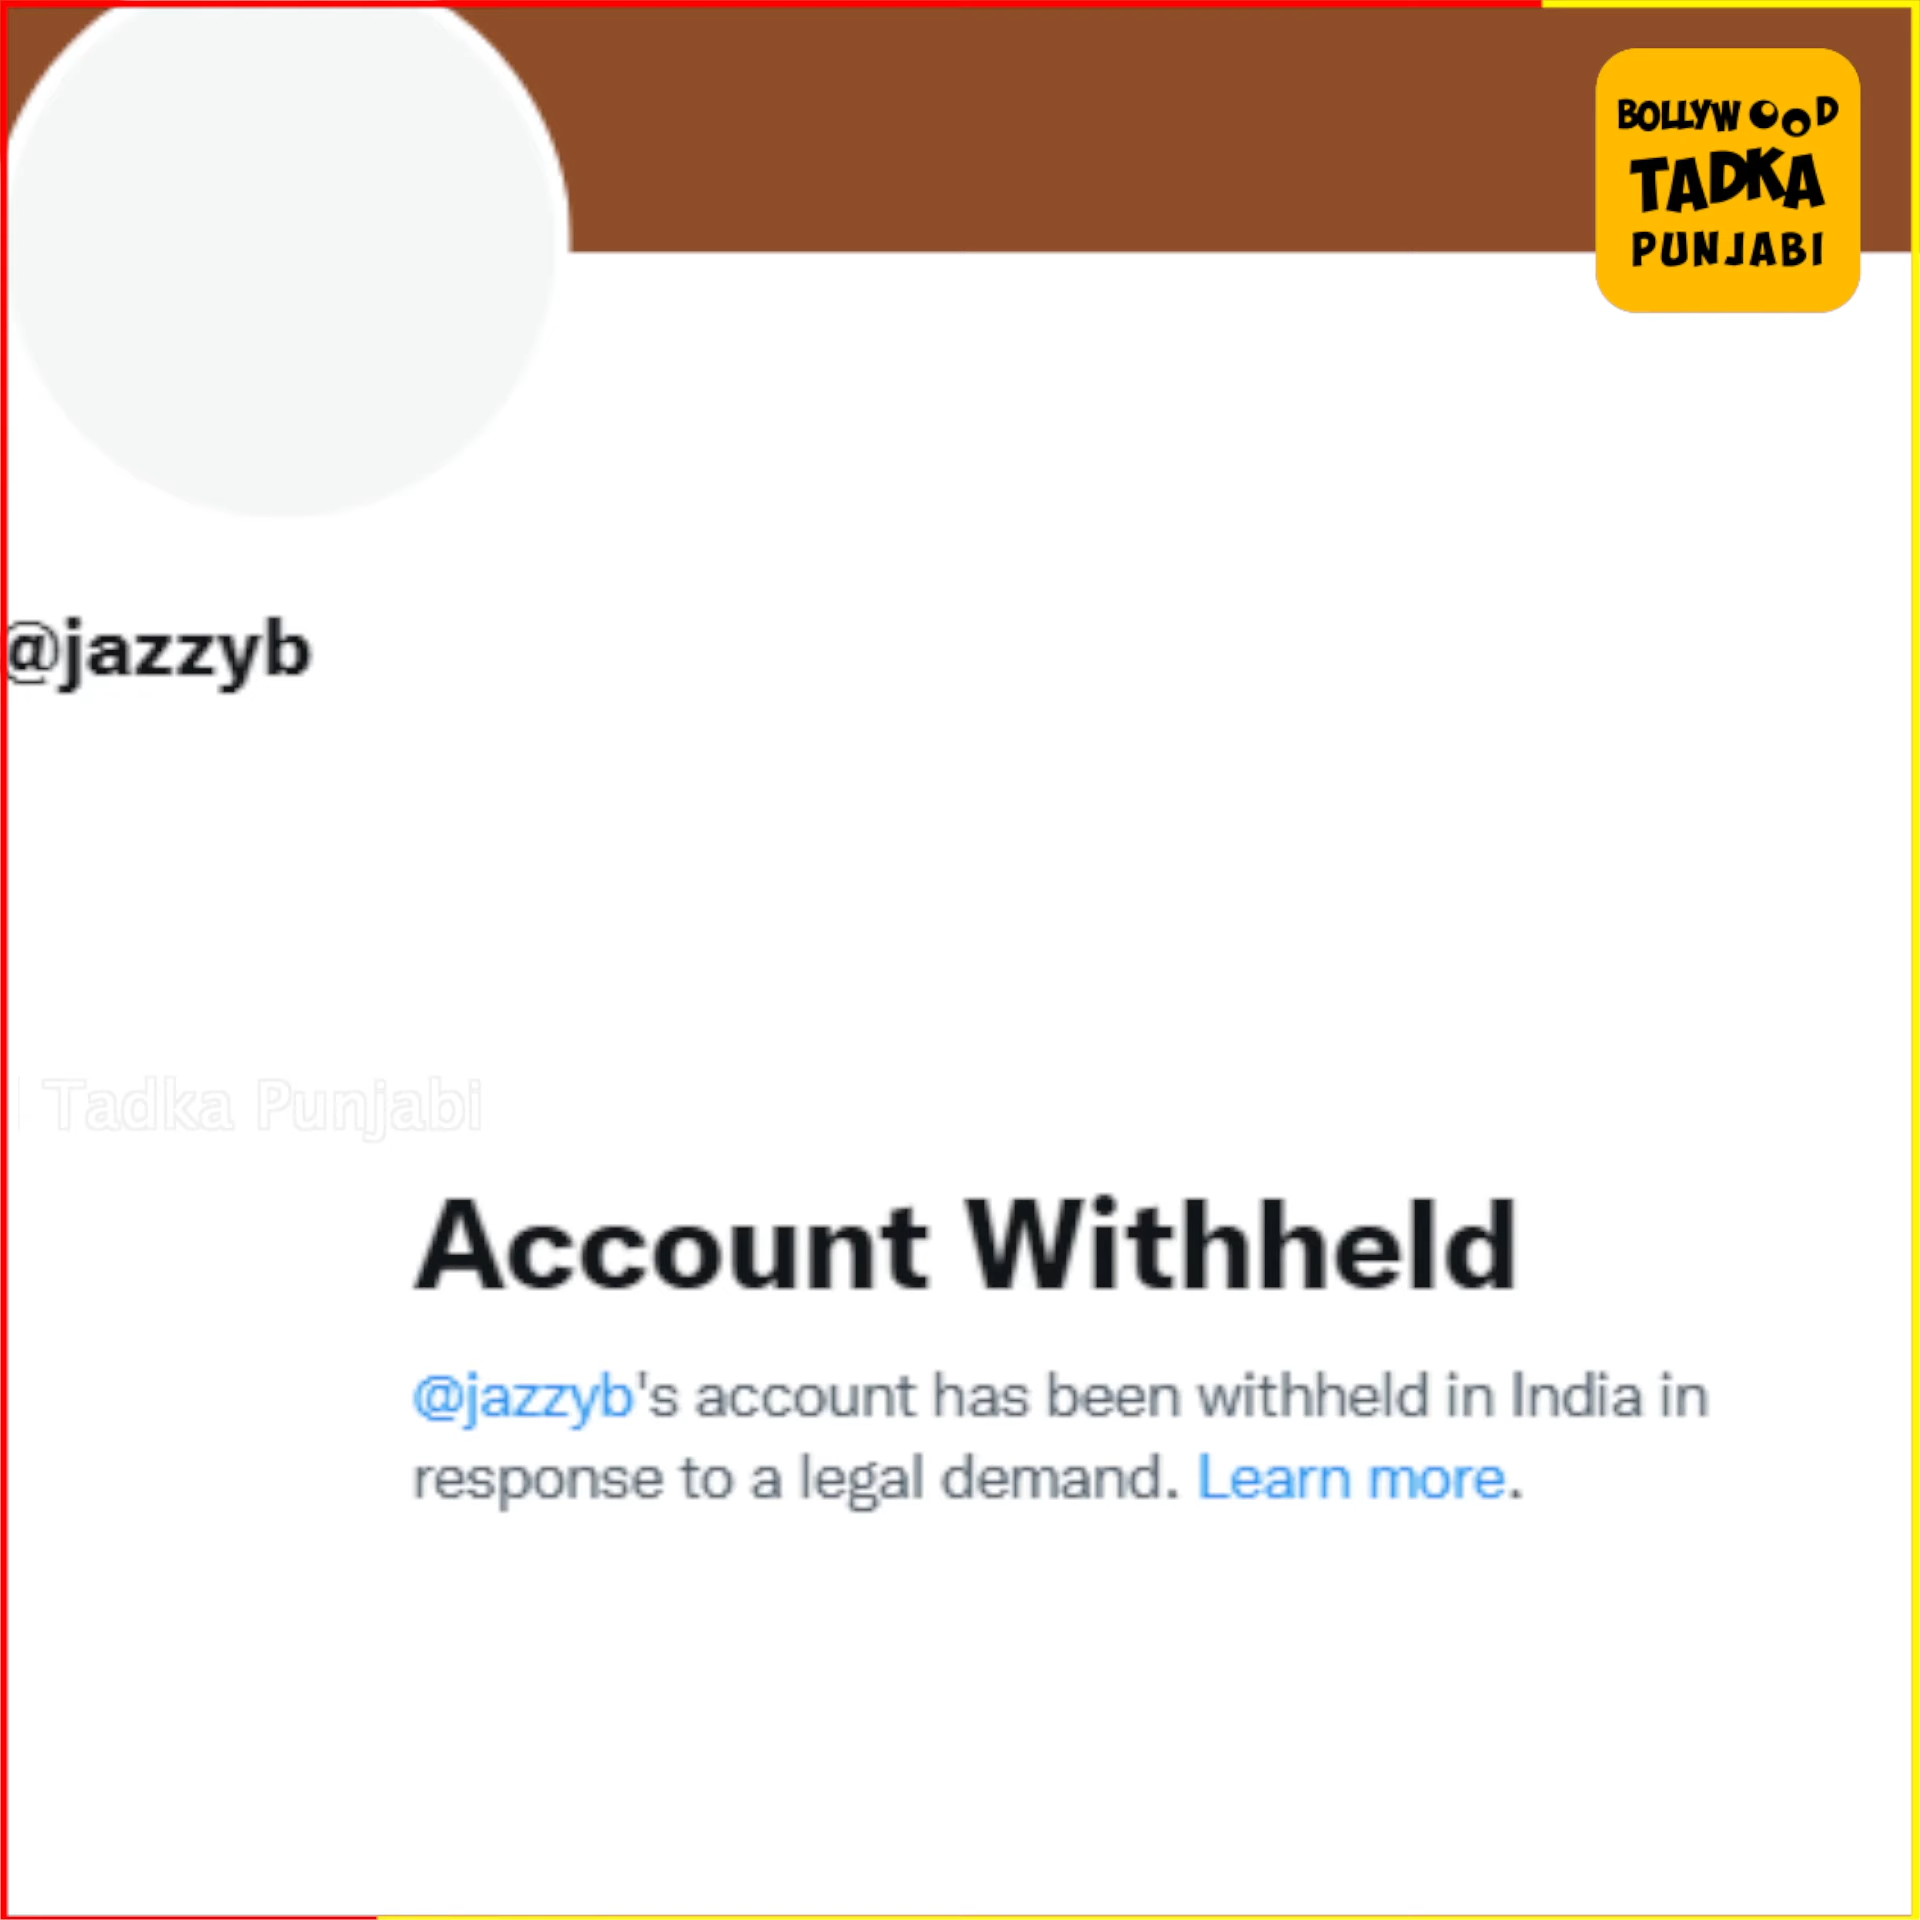 BOLLYWOOD
TADKA
PUNJABI
@jazzyb
Tadka Punjabi
Account Withheld
@jazzyb's account has been withheld in India in
response to a legal demand. Learn more.